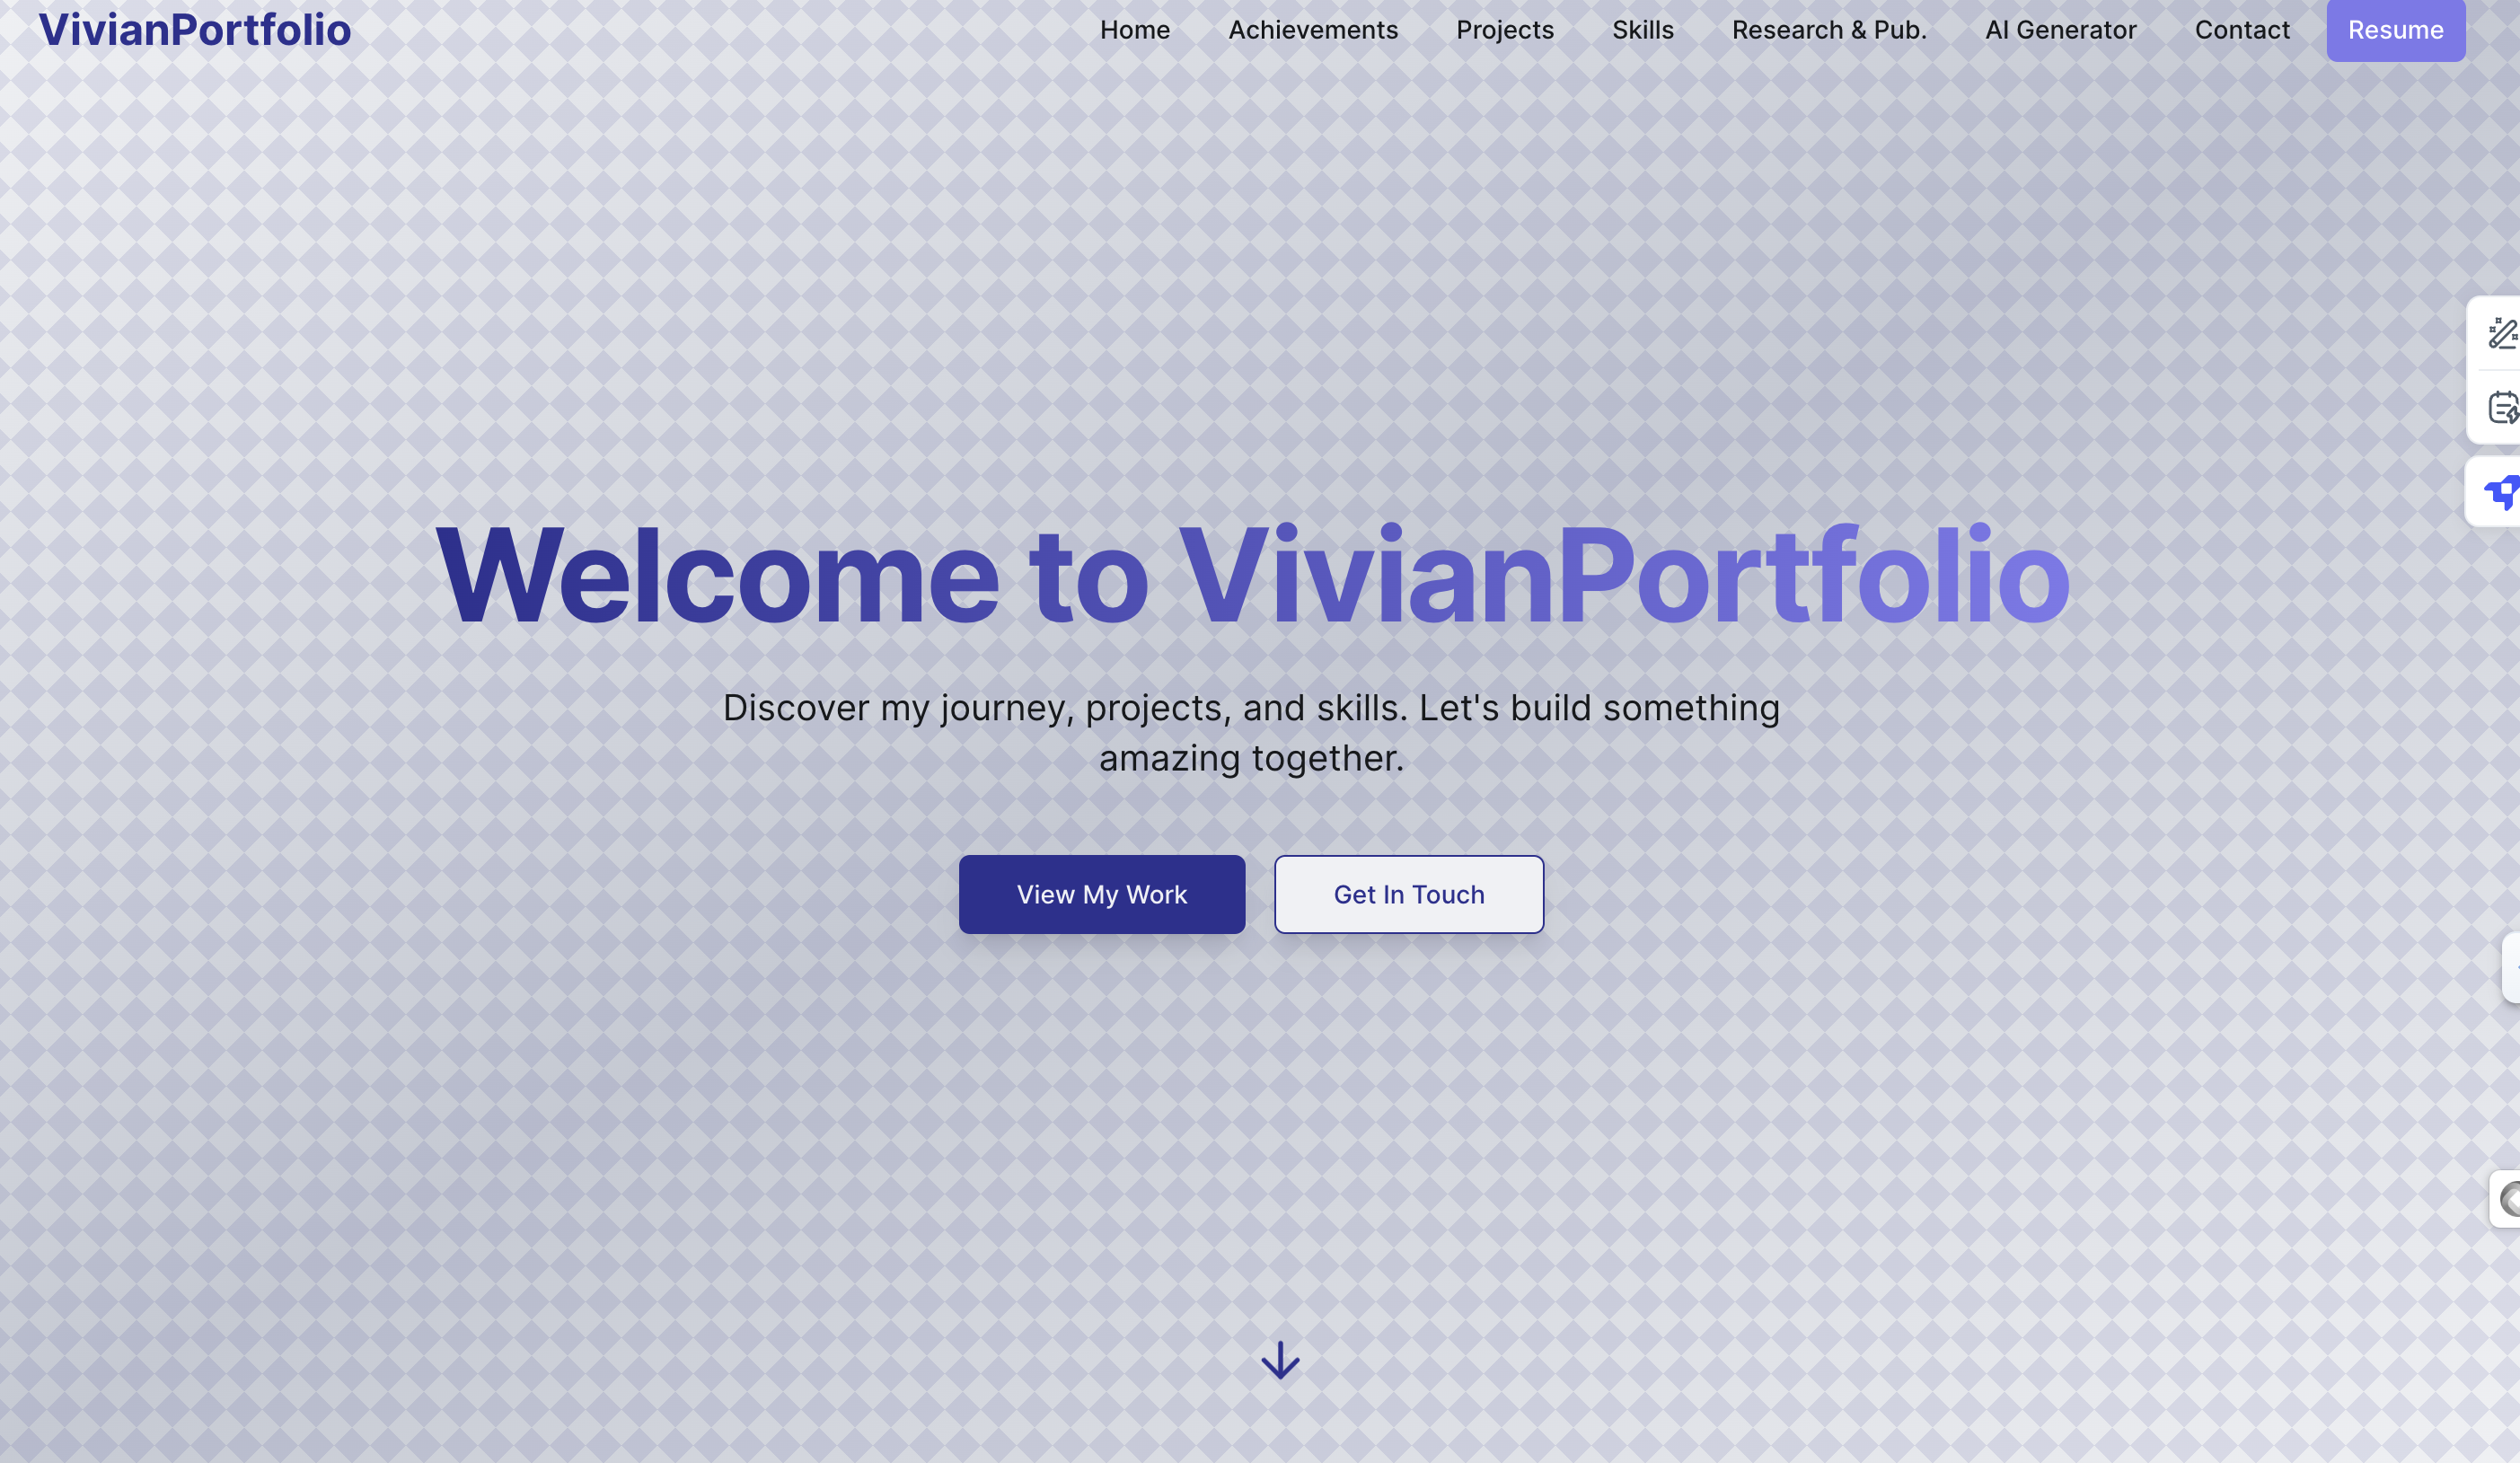 VivianPortfolio
Home Achievements Projects Skills Research & Pub. AI Generator Contact Resume
Welcome to VivianPortfolio
Discover my journey, projects, and skills. Let's build something
amazing together.
View My Work Get In Touch